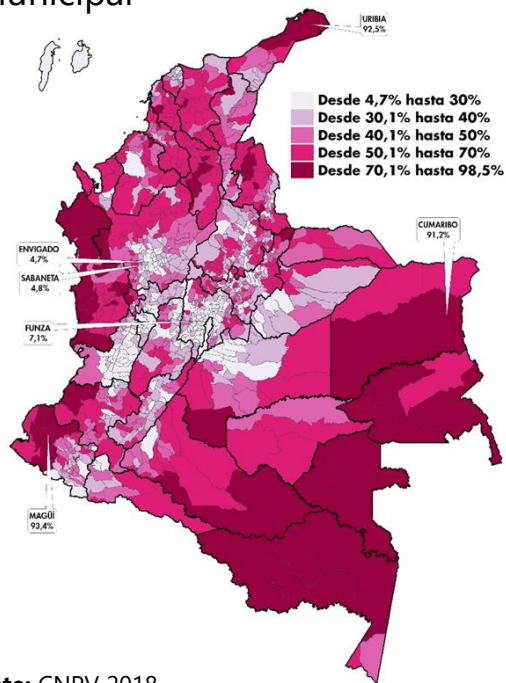 URIBIA
92,5%
Desde 4,7% hasta 30%
Desde 30,1% hasta 40%
Desde 40,1% hasta 50%
Desde 50,1% hasta 70%
Desde 70,1% hasta 98,5%
CUMARIBO
91,2%
ENVIGADO
4,7%
SABANETA
4,8%
FUNZA
7,1%
MAGÜÍ
93,4%
CNPV 2018